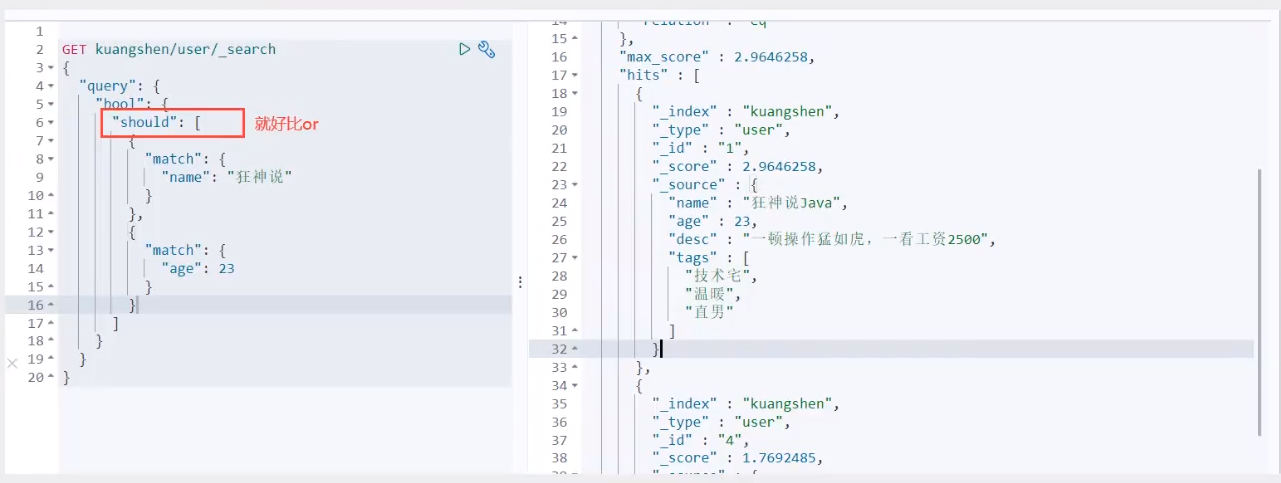 1
2 GET kuangshen/user/_search
3 {
4 "query": {
5 "bool": {
6 "should": [ 就好比or
7 {
8 "match": {
9 "name": "狂神说"
10 }
11 },
12 {
13 "match": {
14 "age": 23
15 }
16 }
17 ]
18 }
19 }
20 }
14 "relation" : "eq"
15 },
16 "max_score" : 2.9646258,
17 "hits" : [
18 {
19 "_index" : "kuangshen",
20 "_type" : "user",
21 "_id" : "1",
22 "_score" : 2.9646258,
23 "_source" : {
24 "name" : "狂神说Java",
25 "age" : 23,
26 "desc" : "一顿操作猛如虎，一看工资2500",
27 "tags" : [
28 "技术宅",
29 "温暖",
30 "直男"
31 ]
32 }
33 },
34 {
35 "_index" : "kuangshen",
36 "_type" : "user",
37 "_id" : "4",
38 "_score" : 1.7692485,